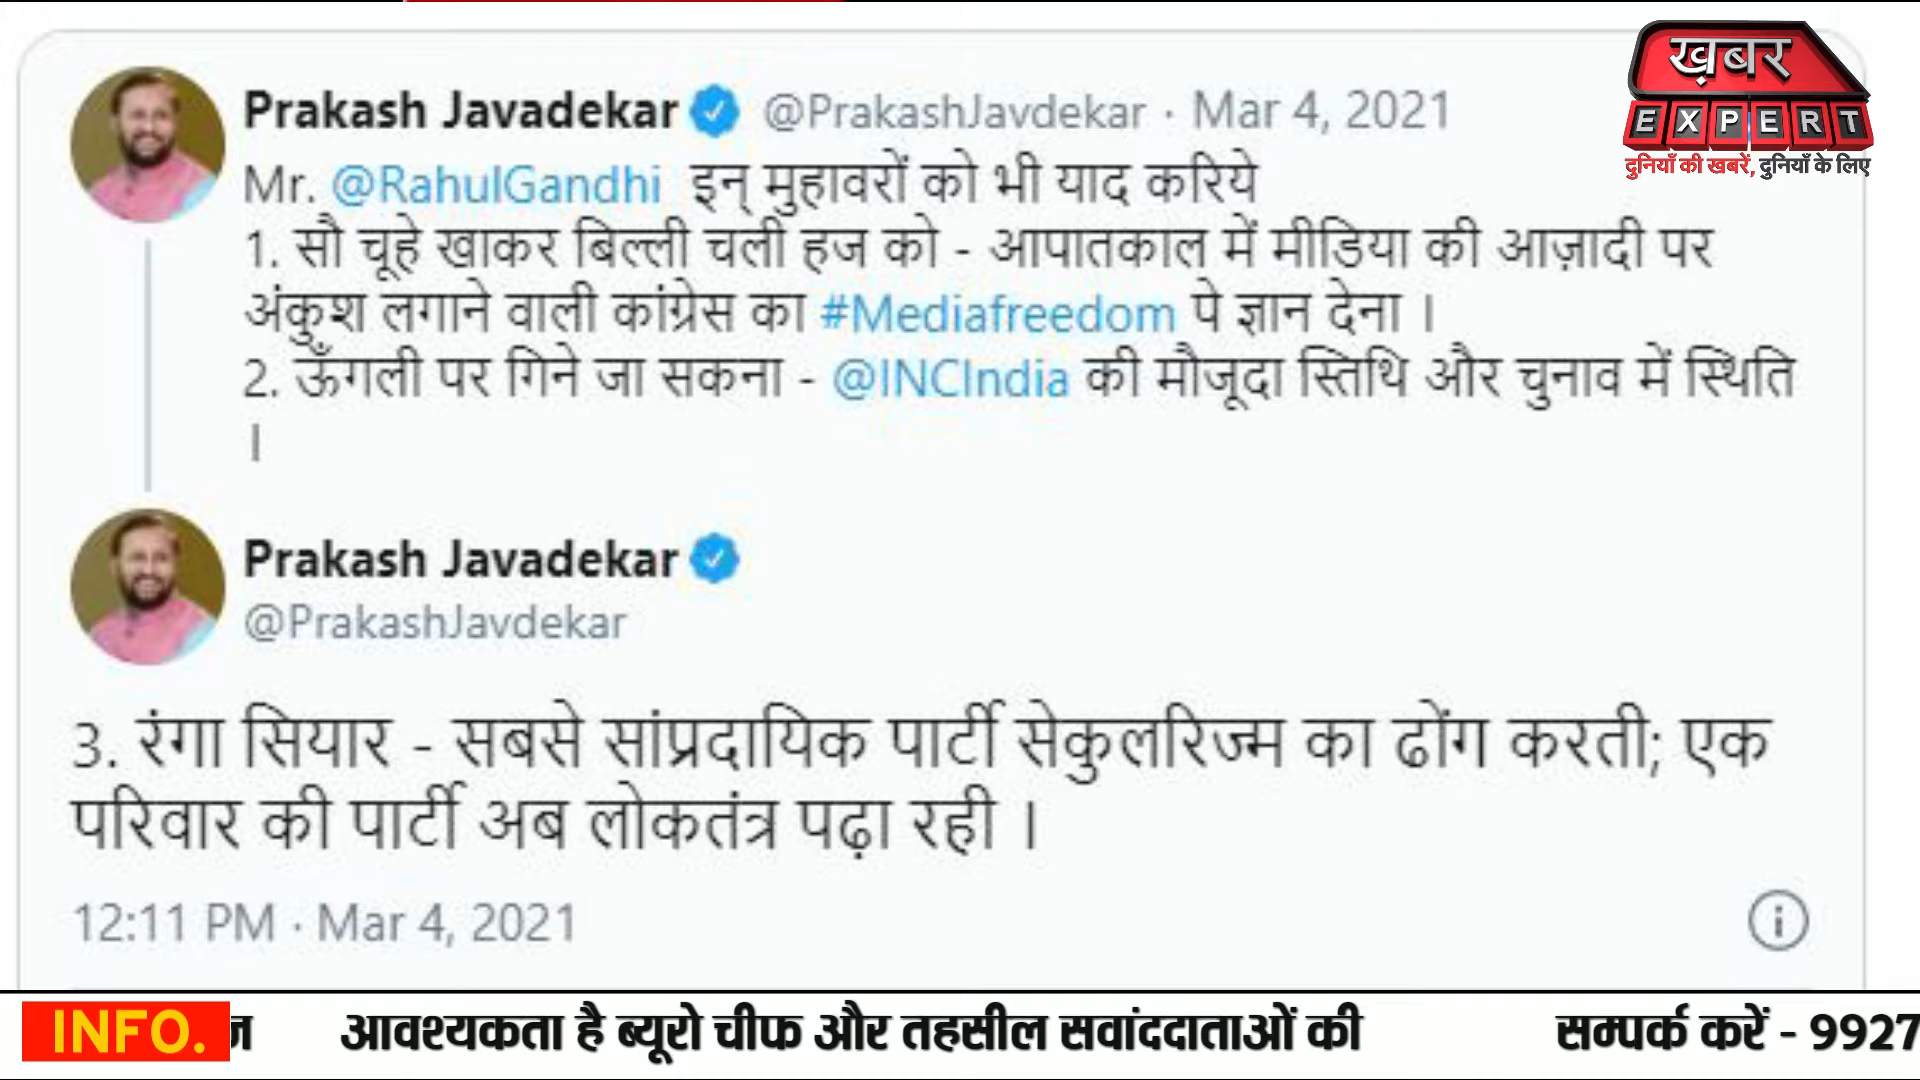 ख़बर
EXPERT
दुनियाँ की खबरें, दुनियाँ के लिए
Prakash Javadekar @PrakashJavdekar · Mar 4, 2021
Mr. @RahulGandhi इन् मुहावरों को भी याद करिये
1. सौ चूहे खाकर बिल्ली चली हज को - आपातकाल में मीडिया की आज़ादी पर
अंकुश लगाने वाली कांग्रेस का #Mediafreedom पे ज्ञान देना ।
2. ऊँगली पर गिने जा सकना - @INCIndia की मौजूदा स्तिथि और चुनाव में स्थिति
।
Prakash Javadekar
@PrakashJavdekar
3. रंगा सियार - सबसे सांप्रदायिक पार्टी सेकुलरिज्म का ढोंग करती; एक
परिवार की पार्टी अब लोकतंत्र पढ़ा रही ।
12:11 PM · Mar 4, 2021
INFO. आवश्यकता है ब्यूरो चीफ और तहसील सवांददाताओं की सम्पर्क करें - 9927